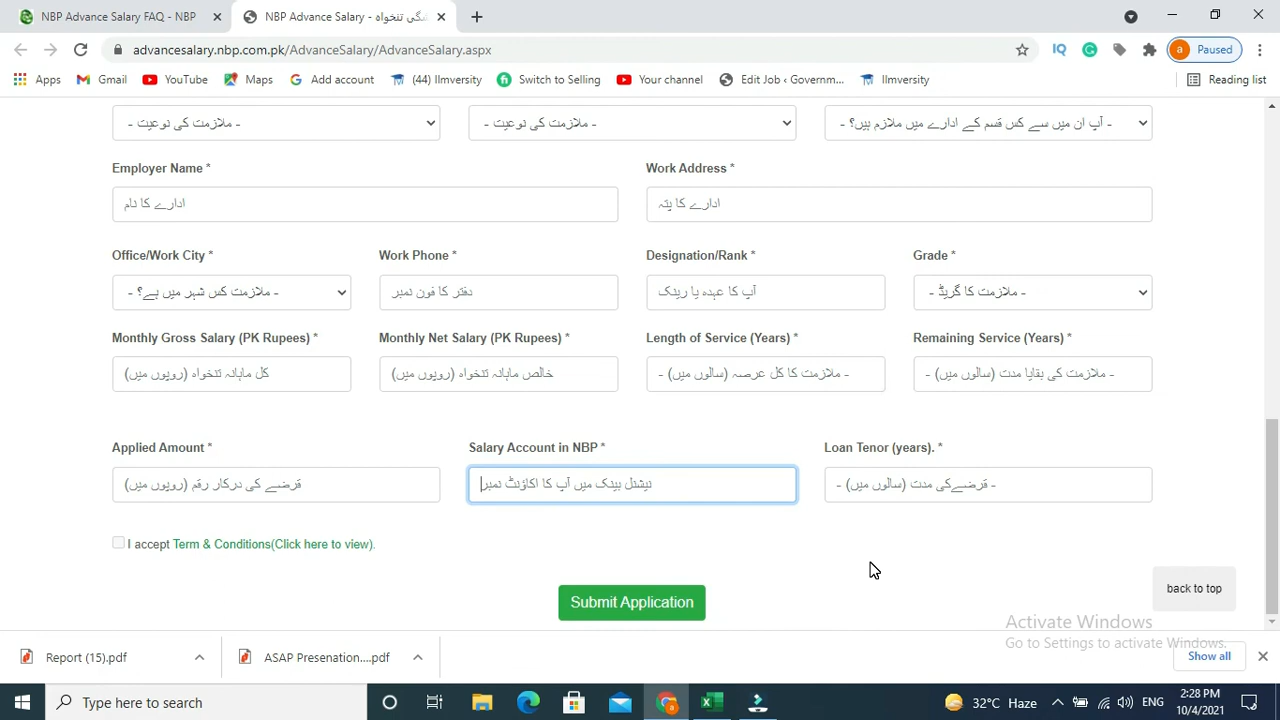 NBP Advance Salary FAQ - NBP
NBP Advance Salary - پیشگی تنخواہ
advancesalary.nbp.com.pk/AdvanceSalary/AdvanceSalary.aspx
a Paused
Apps Gmail YouTube Maps Add account (44) Ilmversity Switch to Selling Your channel Edit Job ‹ Governm... Ilmversity Reading list
- ملازمت کی نوعیت - - ملازمت کی نوعیت - - آپ ان میں سے کس قسم کے ادارے میں ملازم ہیں؟ -
Employer Name * Work Address *
ادارے کا نام ادارے کا پتہ
Office/Work City * Work Phone * Designation/Rank * Grade *
- ملازمت کس شہر میں ہے؟ - دفتر کا فون نمبر آپ کا عہدہ یا رینک - ملازمت کا گریڈ -
Monthly Gross Salary (PK Rupees) * Monthly Net Salary (PK Rupees) * Length of Service (Years) * Remaining Service (Years) *
کل ماہانہ تنخواہ (روپوں میں) خالص ماہانہ تنخواہ (روپوں میں) - ملازمت کا کل عرصہ (سالوں میں) - - ملازمت کی بقایا مدت (سالوں میں) -
Applied Amount * Salary Account in NBP * Loan Tenor (years). *
قرضے کی درکار رقم (روپوں میں) نیشنل بینک میں آپ کا اکاؤنٹ نمبر - قرضےکی مدت (سالوں میں) -
I accept Term & Conditions(Click here to view).
Submit Application
back to top
Activate Windows
Go to Settings to activate Windows.
Report (15).pdf ASAP Presenation....pdf Show all
Type here to search 32°C Haze ENG 2:28 PM
10/4/2021